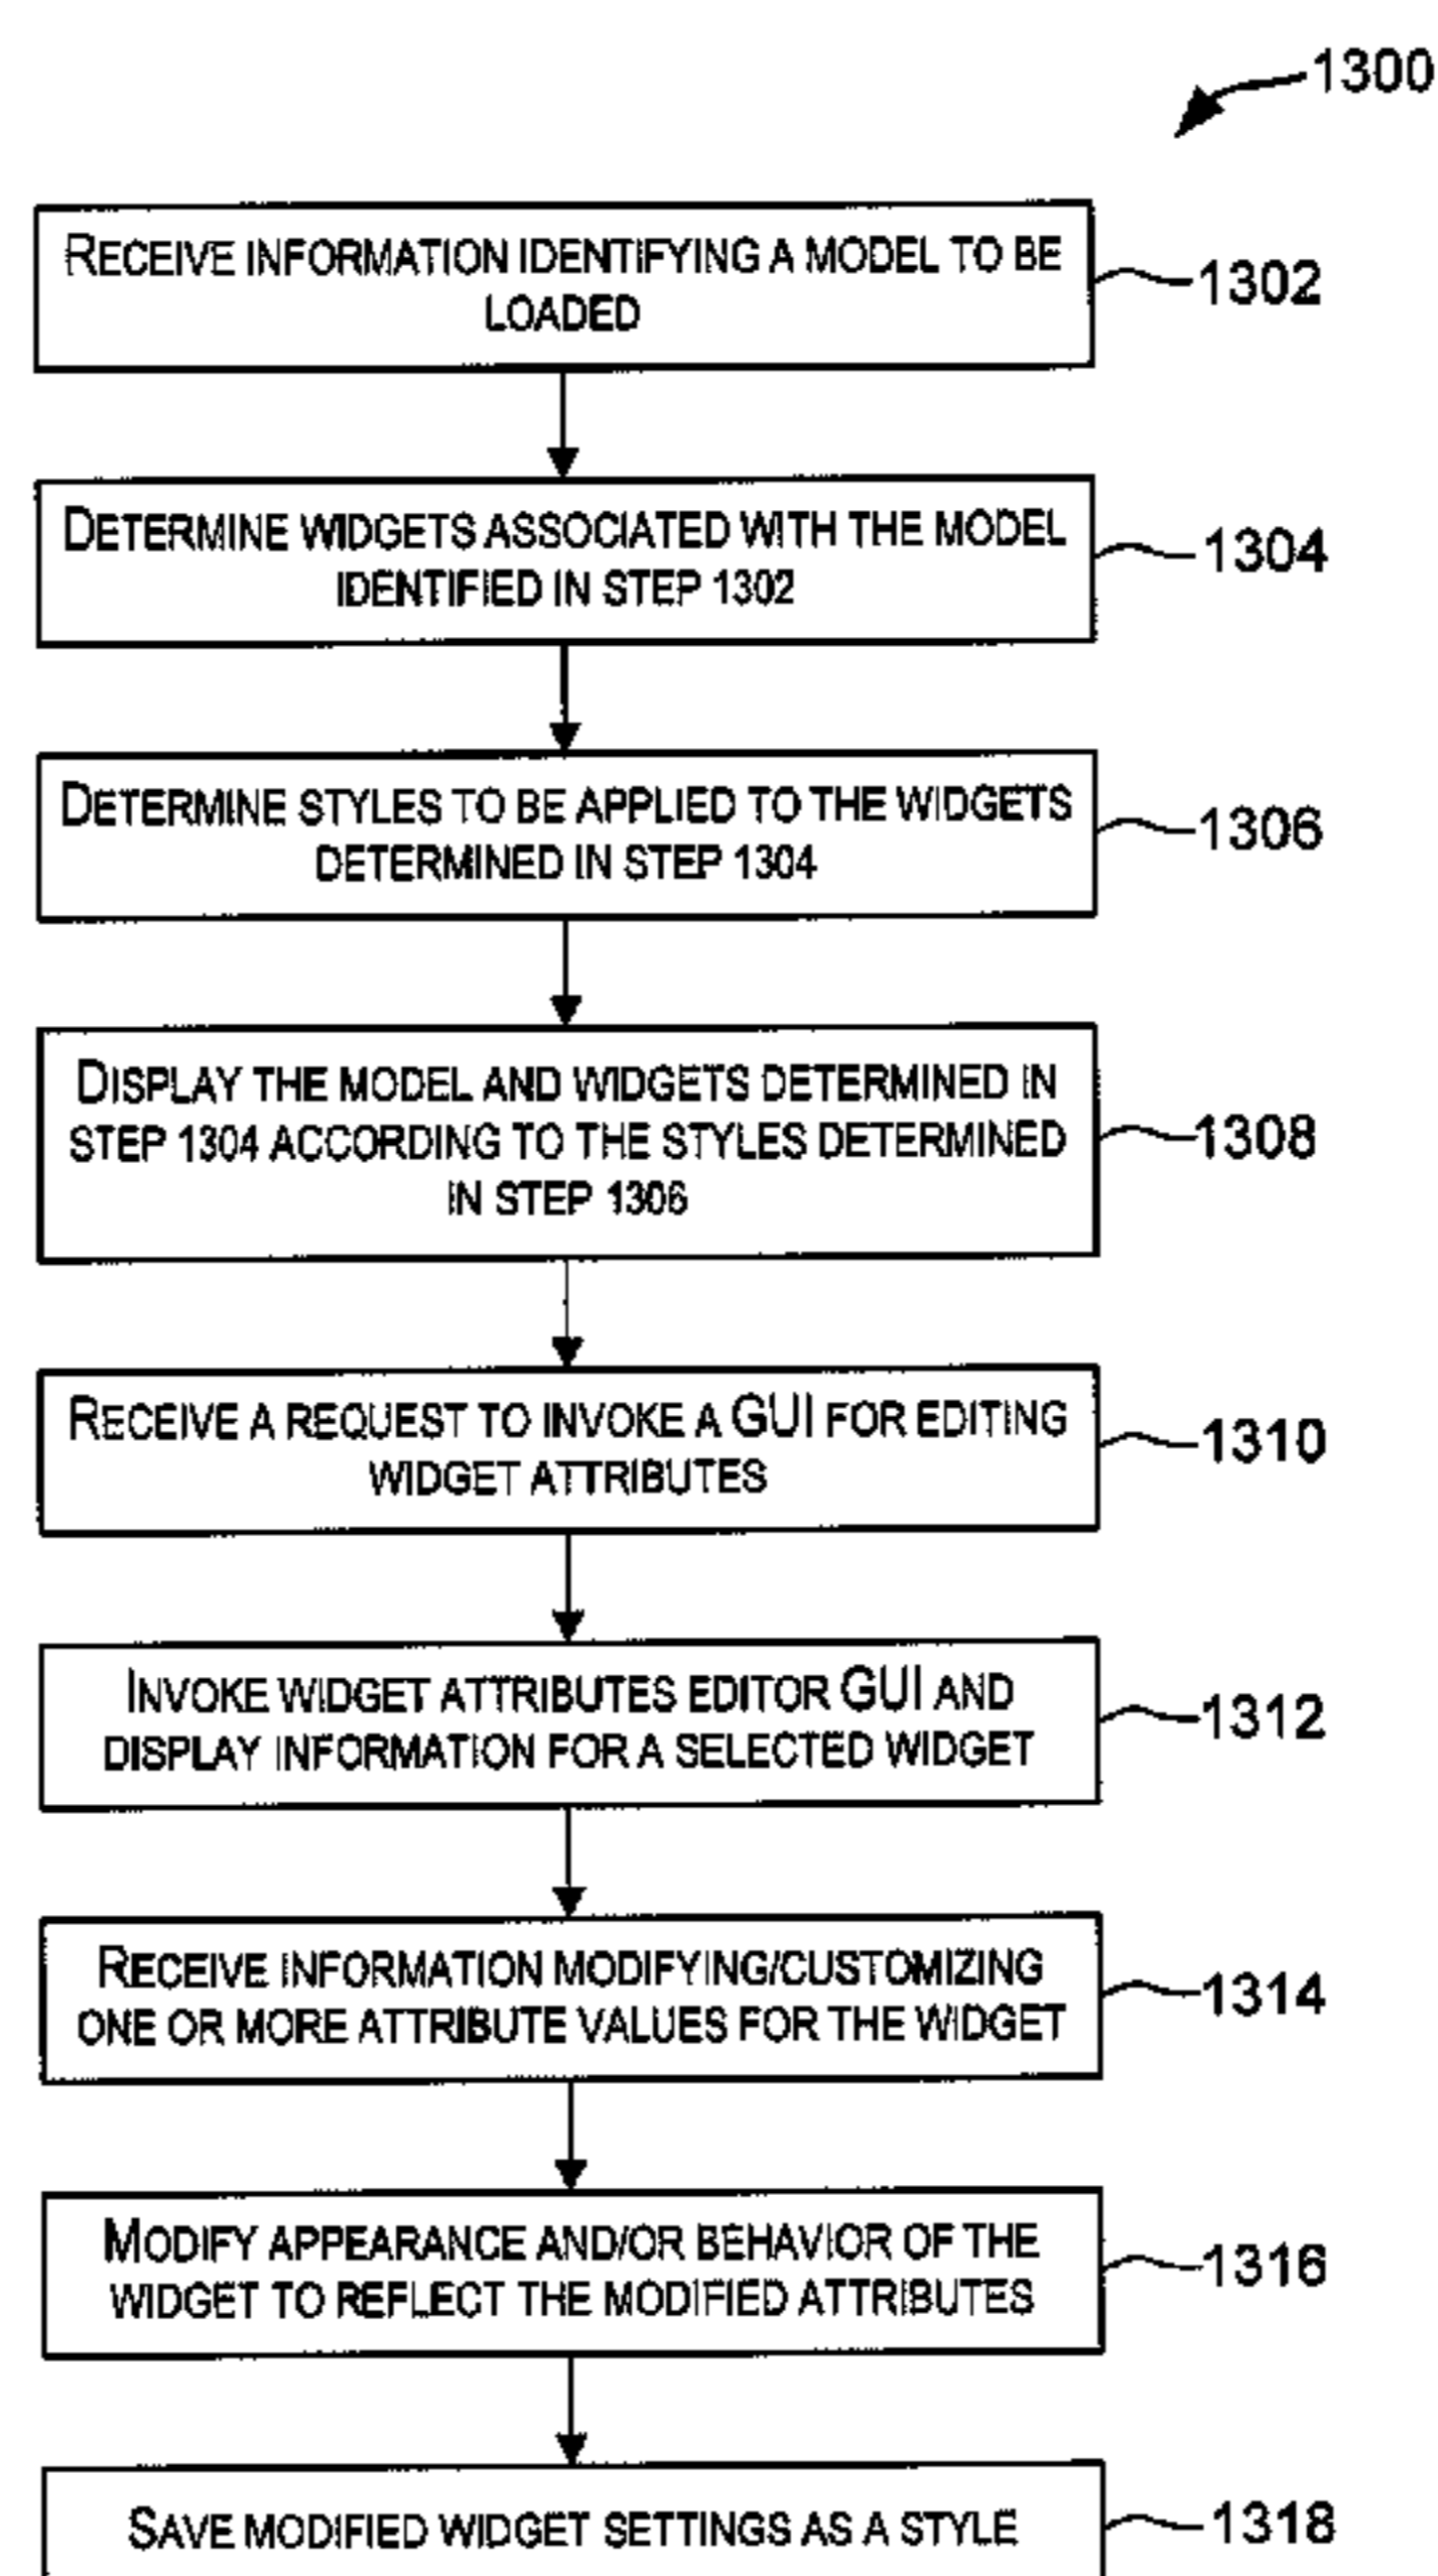 1300
RECEIVE INFORMATION IDENTIFYING A MODEL TO BE
LOADED
1302
DETERMINE WIDGETS ASSOCIATED WITH THE MODEL
IDENTIFIED IN STEP 1302
1304
DETERMINE STYLES TO BE APPLIED TO THE WIDGETS
DETERMINED IN STEP 1304
1306
DISPLAY THE MODEL AND WIDGETS DETERMINED IN
STEP 1304 ACCORDING TO THE STYLES DETERMINED
IN STEP 1306
1308
RECEIVE A REQUEST TO INVOKE A GUI FOR EDITING
WIDGET ATTRIBUTES
1310
INVOKE WIDGET ATTRIBUTES EDITOR GUI AND
DISPLAY INFORMATION FOR A SELECTED WIDGET
1312
RECEIVE INFORMATION MODIFYING/CUSTOMIZING
ONE OR MORE ATTRIBUTE VALUES FOR THE WIDGET
1314
MODIFY APPEARANCE AND/OR BEHAVIOR OF THE
WIDGET TO REFLECT THE MODIFIED ATTRIBUTES
1316
SAVE MODIFIED WIDGET SETTINGS AS A STYLE
1318